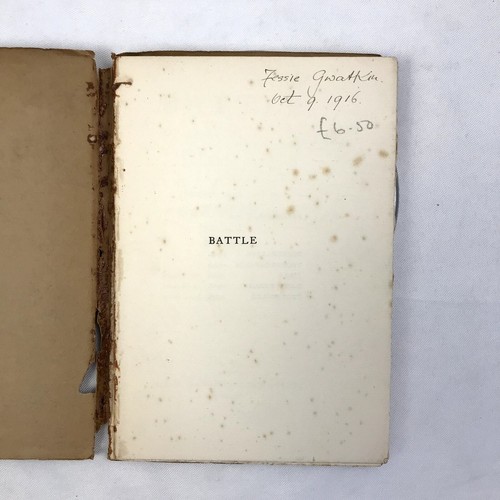 Jessie Gwatkin.
Oct 9. 1916.
£6.50
BATTLE